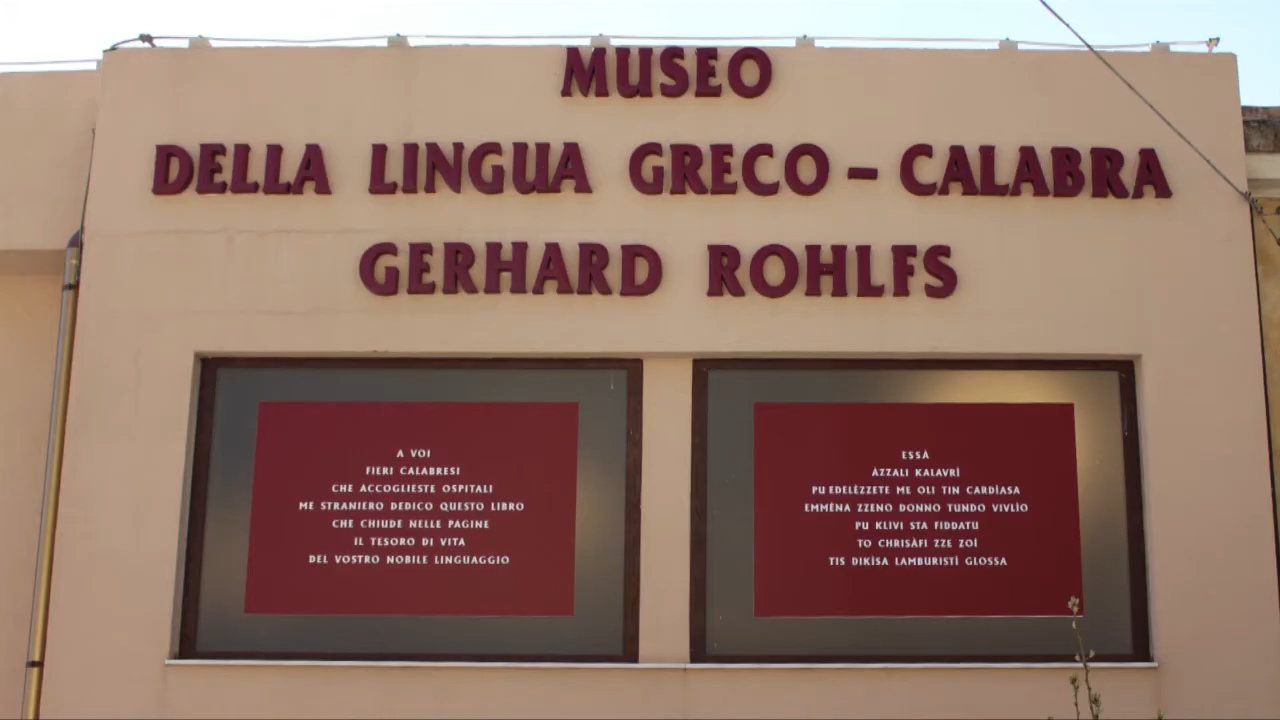 MUSEO
DELLA LINGUA GRECO – CALABRA
GERHARD ROHLFS
A VOI
FIERI CALABRESI
CHE ACCOGLIESTE OSPITALI
ME STRANIERO DEDICO QUESTO LIBRO
CHE CHIUDE NELLE PAGINE
IL TESORO DI VITA
DEL VOSTRO NOBILE LINGUAGGIO
ESSÀ
ÀZZALI KALAVRÌ
PU EDELÈZZETE ME OLI TIN CARDÌASA
EMMÈNA ZZENO DONNO TUNDO VIVLÌO
PU KLIVI STA FIDDATU
TO CHRISÀFI ZZE ZOÌ
TIS DIKÌSA LAMBURISTÌ GLOSSA